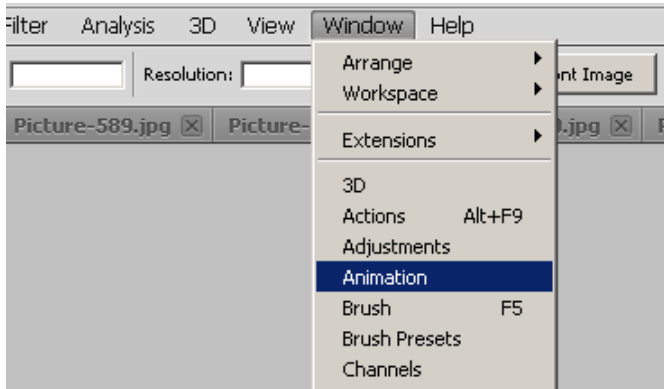 Filter Analysis 3D View Window Help
Resolution: nt Image
Picture-589.jpg Picture- .jpg
Arrange
Workspace
Extensions
3D
Actions Alt+F9
Adjustments
Animation
Brush F5
Brush Presets
Channels